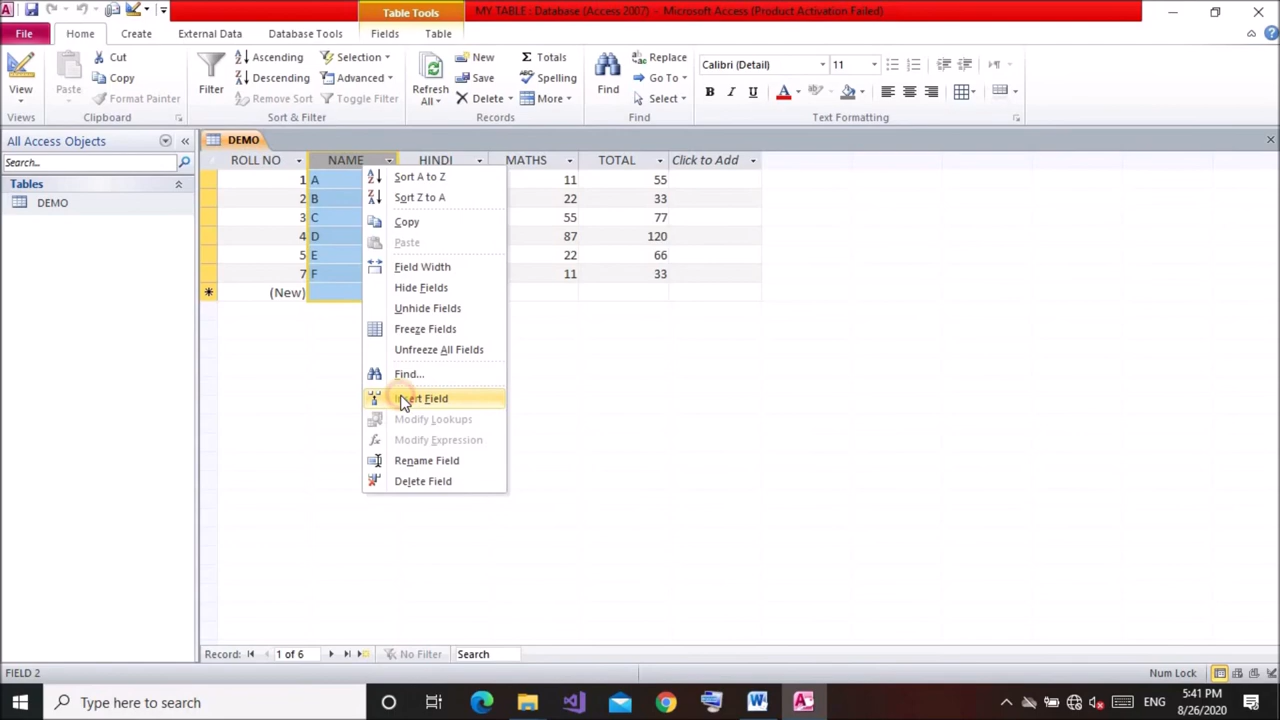 MY TABLE : Database (Access 2007) - Microsoft Access (Product Activation Failed)
Table Tools
File Home Create External Data Database Tools Fields Table
View
Views
Paste
Cut
Copy
Format Painter
Clipboard
Filter
Ascending
Descending
Remove Sort
Selection
Advanced
Toggle Filter
Sort & Filter
Refresh All
New
Save
Delete
Totals
Spelling
More
Records
Find
Replace
Go To
Select
Find
Calibri (Detail) 11
B I U
A
Text Formatting
All Access Objects
Search...
Tables
DEMO
DEMO
ROLL NO NAME HINDI MATHS TOTAL Click to Add
1 A 11 55
2 B 22 33
3 C 55 77
4 D 87 120
5 E 22 66
7 F 11 33
(New)
Sort A to Z
Sort Z to A
Copy
Paste
Field Width
Hide Fields
Unhide Fields
Freeze Fields
Unfreeze All Fields
Find...
Insert Field
Modify Lookups
Modify Expression
Rename Field
Delete Field
Record: 1 of 6 No Filter Search
FIELD 2
Num Lock
Type here to search
ENG
5:41 PM
8/26/2020